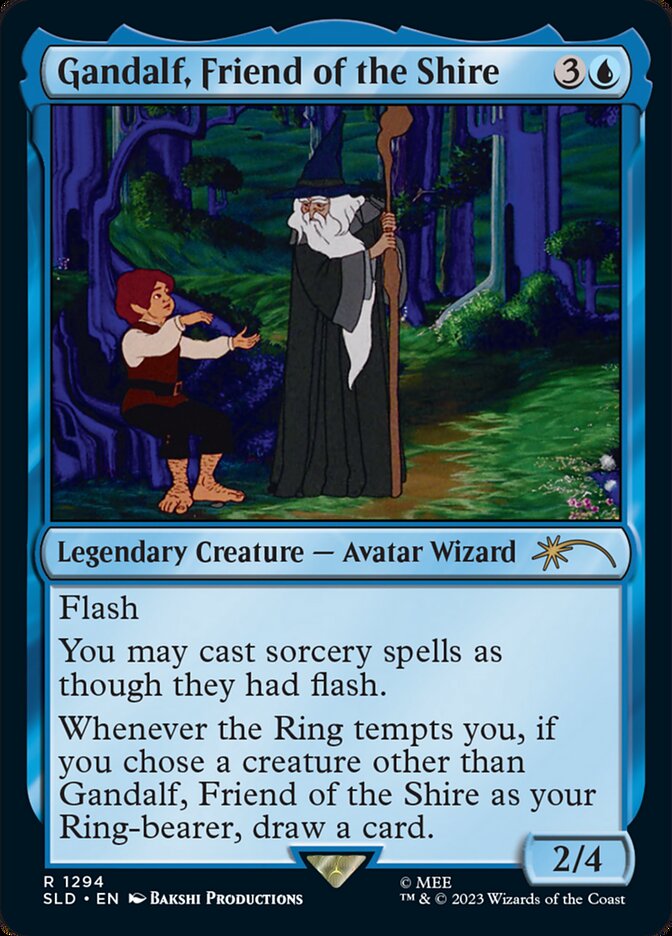 Gandalf, Friend of the Shire 3
Legendary Creature — Avatar Wizard
Flash
You may cast sorcery spells as
though they had flash.
Whenever the Ring tempts you, if
you chose a creature other than
Gandalf, Friend of the Shire as your
Ring-bearer, draw a card.
2/4
R 1294
SLD • EN Bakshi Productions
© MEE
™ & © 2023 Wizards of the Coast